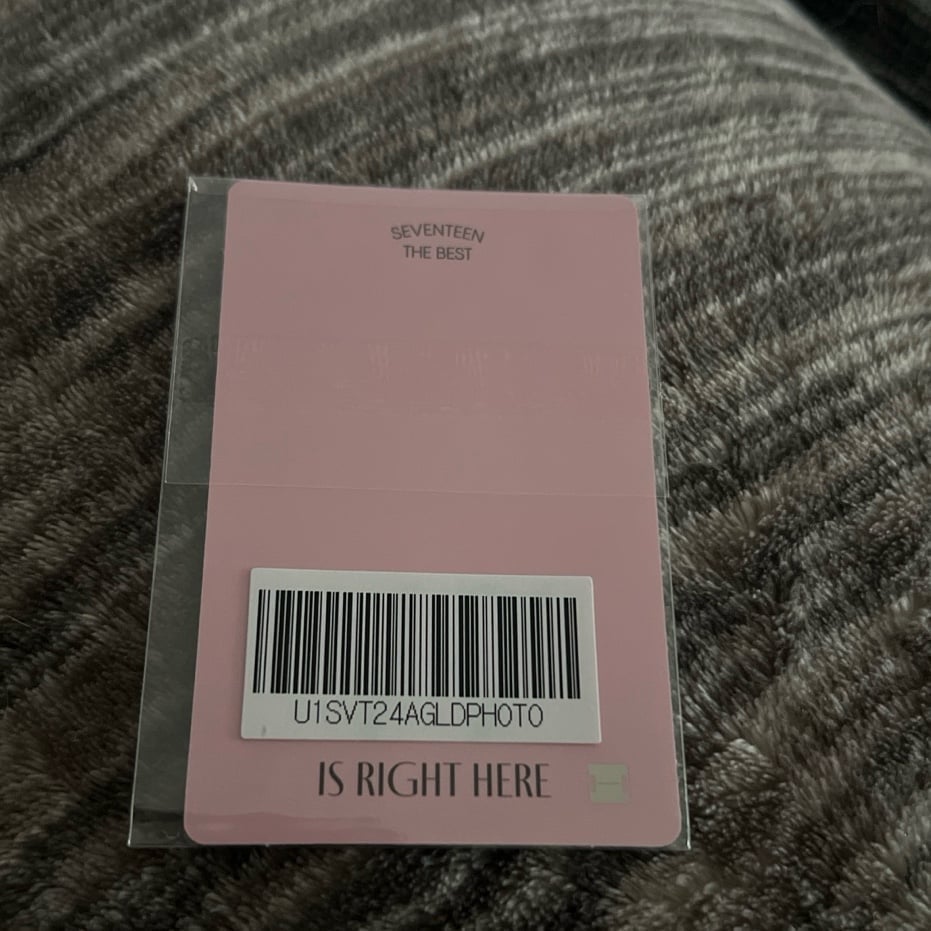 SEVENTEEN
THE BEST
U1SVT24AGLDPHOTO
IS RIGHT HERE